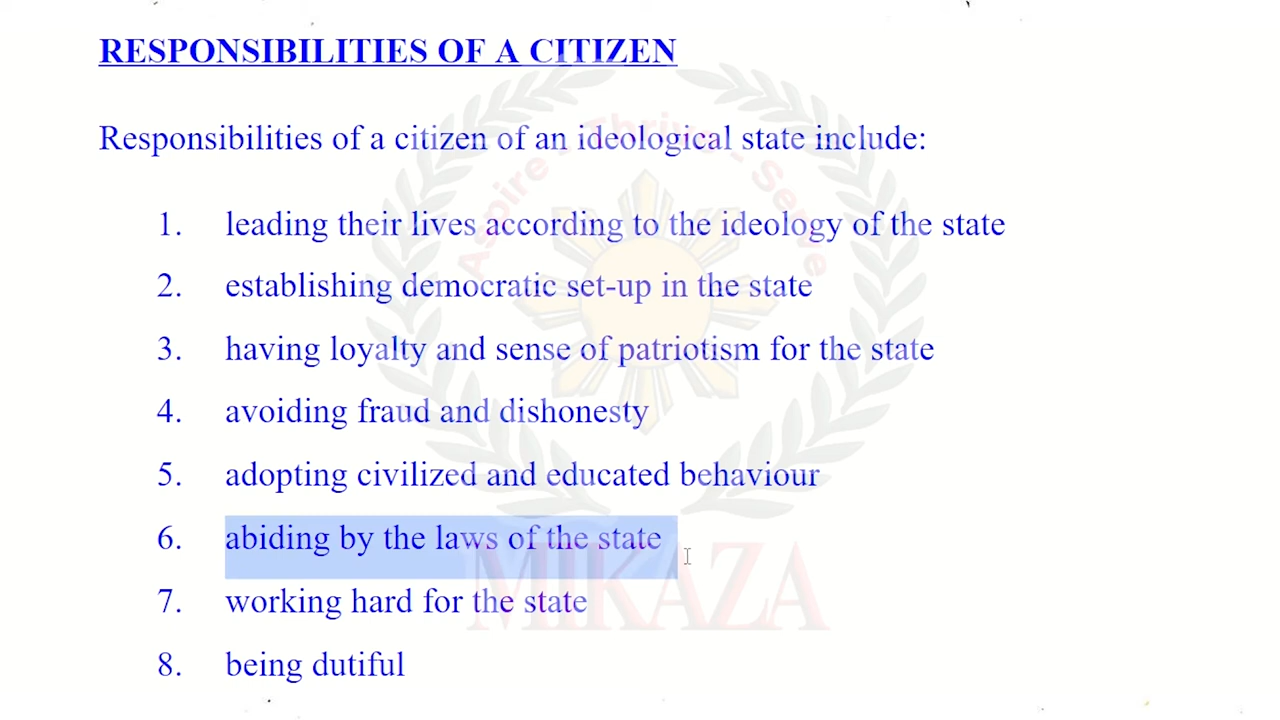 RESPONSIBILITIES OF A CITIZEN
Responsibilities of a citizen of an ideological state include:
1. leading their lives according to the ideology of the state
2. establishing democratic set-up in the state
3. having loyalty and sense of patriotism for the state
4. avoiding fraud and dishonesty
5. adopting civilized and educated behaviour
6. abiding by the laws of the state
7. working hard for the state
8. being dutiful
Aspire - Thrive - Serve
MIKAZA